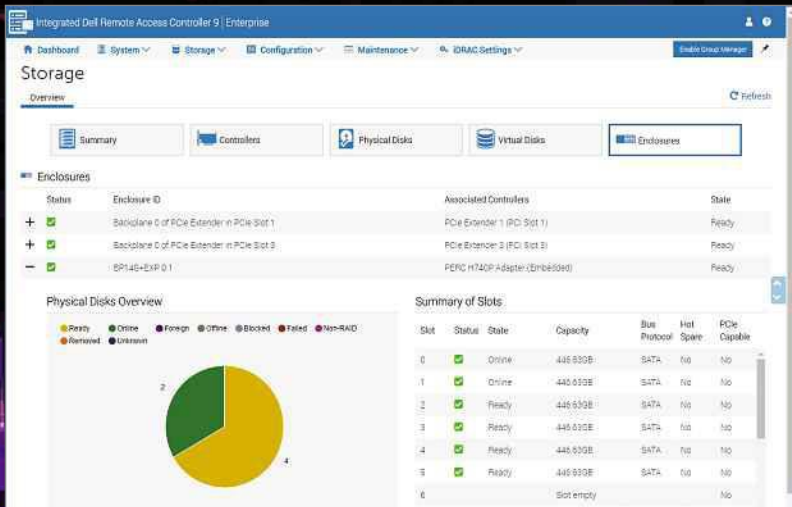 Integrated Dell Remote Access Controller 9 | Enterprise
Dashboard System Storage Configuration Maintenance iDRAC Settings Enable Group Manager
Storage
Overview Refresh
Summary Controllers Physical Disks Virtual Disks Enclosures
Enclosures
Status Enclosure ID Associated Controllers State
+ Backplane 0 of PCIe Extender in PCIe Slot 1 PCIe Extender 1 (PCI Slot 1) Ready
+ Backplane 0 of PCIe Extender in PCIe Slot 3 PCIe Extender 3 (PCI Slot 3) Ready
− BP14G+EXP 0:1 PERC H740P Adapter (Embedded) Ready
Physical Disks Overview Summary of Slots
Ready Online Foreign Offline Blocked Failed Non-RAID
Removed Unknown
2
4
Slot Status State Capacity Bus Protocol Hot Spare PCIe Capable
0 Online 446.63GB SATA No No
1 Online 446.63GB SATA No No
2 Ready 446.63GB SATA No No
3 Ready 446.63GB SATA No No
4 Ready 446.63GB SATA No No
5 Ready 446.63GB SATA No No
6 Slot empty No